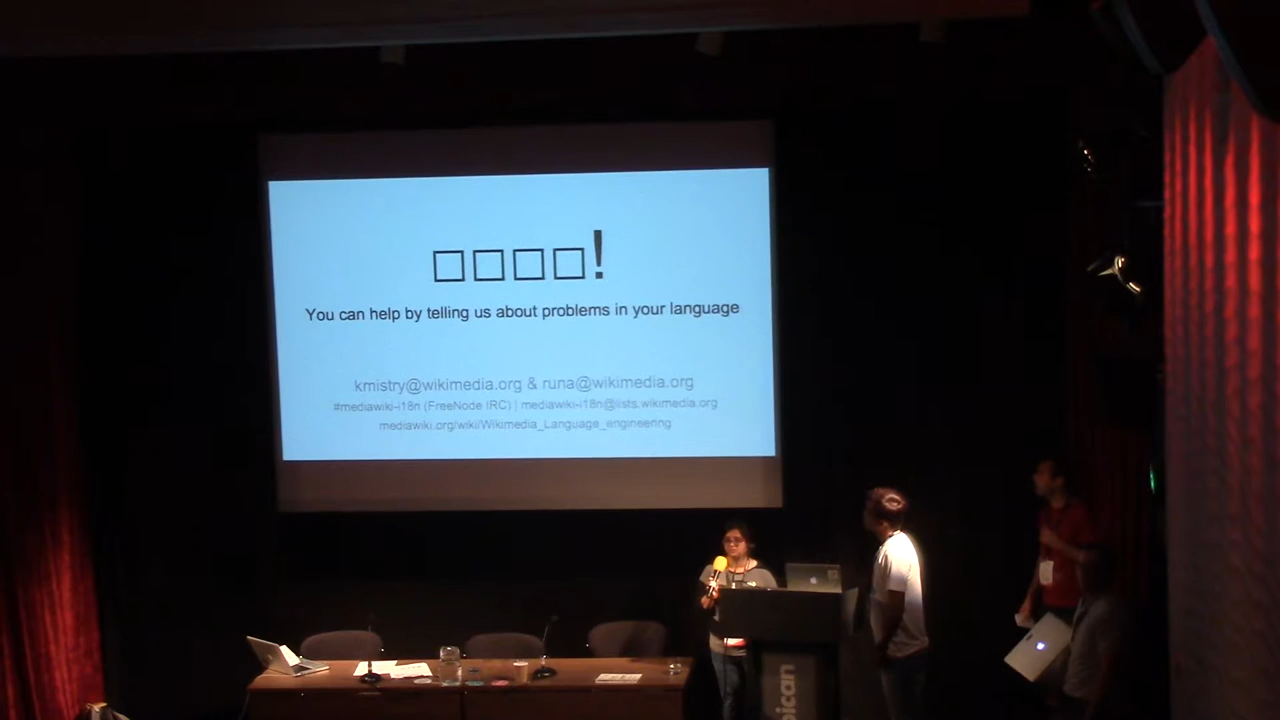 □□□□!
You can help by telling us about problems in your language
kmistry@wikimedia.org & runa@wikimedia.org
#mediawiki-i18n (FreeNode IRC) | mediawiki-i18n@lists.wikimedia.org
mediawiki.org/wiki/Wikimedia_Language_engineering
bican